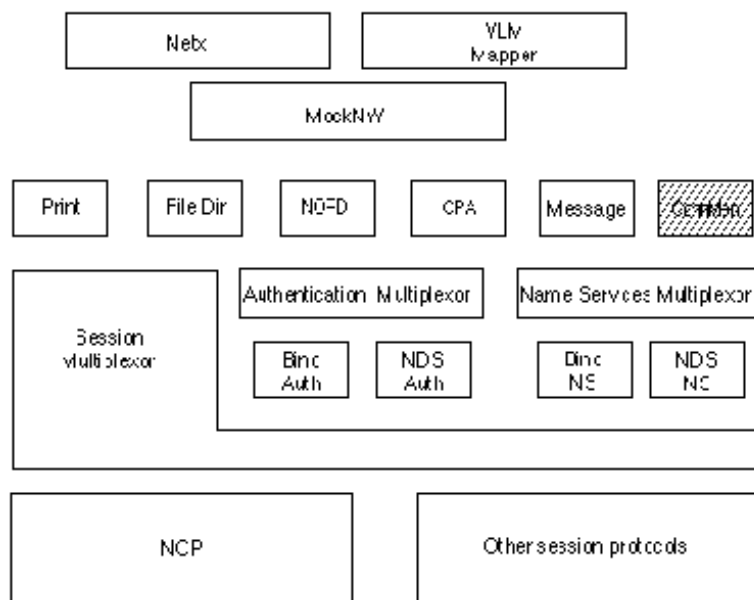 Netx
VLM
Mapper
MockNW
Print
File Dir
CPA
Message
Authentication Multiplexor
Name Services Multiplexor
Session
Multiplexor
Bind
Auth
NDS
Auth
Bind
NS
NDS
NS
NCP
Other session protocols